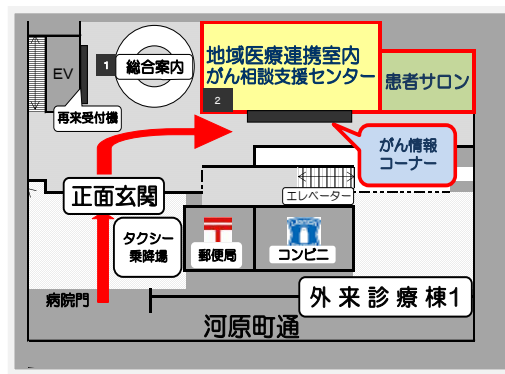 EV
1
総合案内
再来受付機
地域医療連携室内
がん相談支援センター
2
患者サロン
がん情報
コーナー
正面玄関
エレベーター
タクシー
乗降場
郵便局
コンビニ
病院門
外来診療棟1
河原町通